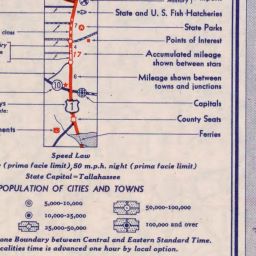 State and U. S. Fish Hatcheries
State Parks
class
Points of Interest
Accumulated mileage
shown between stars
Mileage shown between
towns and junctions
10
1
Capitals
County Seats
Ferries
Speed Law
(prima facie limit), 50 m.p.h. night (prima facie limit)
State Capital=Tallahassee
POPULATION OF CITIES AND TOWNS
5,000-10,000
50,000-100,000
10,000-25,000
100,000 and over
25,000-50,000
one Boundary between Central and Eastern Standard Time.
calities time is advanced one hour by local option.